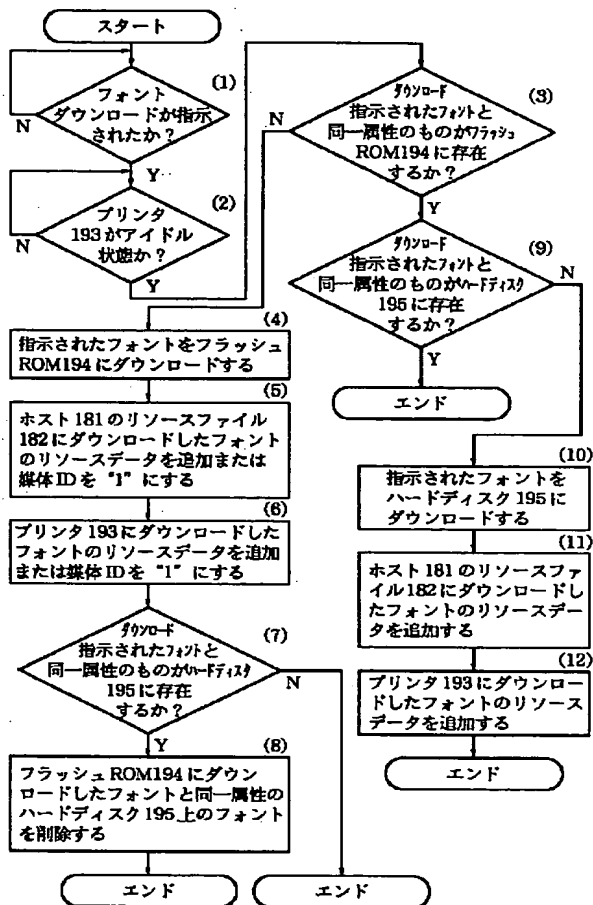 スタート
(1)
フォント
ダウンロードが指示
されたか?
N
Y
(2)
プリンタ
193がアイドル
状態か?
N
Y
(3)
ダウンロード
指示されたフォントと
同一属性のものがフラッシュ
ROM194に存在
するか?
N
Y
(4)
指示されたフォントをフラッシュ
ROM194にダウンロードする
(5)
ホスト181のリソースファイル
182にダウンロードしたフォント
のリソースデータを追加または
媒体IDを“1”にする
(6)
プリンタ193にダウンロードした
フォントのリソースデータを追加
または媒体IDを“1”にする
(7)
ダウンロード
指示されたフォントと
同一属性のものがハードディスク
195に存在
するか?
N
Y
(8)
フラッシュROM194にダウン
ロードしたフォントと同一属性の
ハードディスク195上のフォント
を削除する
エンド
エンド
(9)
ダウンロード
指示されたフォントと
同一属性のものがハードディスク
195に存在
するか?
N
Y
エンド
(10)
指示されたフォントを
ハードディスク195に
ダウンロードする
(11)
ホスト181のリソースファ
イル182にダウンロードし
たフォントのリソースデー
タを追加する
(12)
プリンタ193にダウンロー
ドしたフォントのリソース
データを追加する
エンド